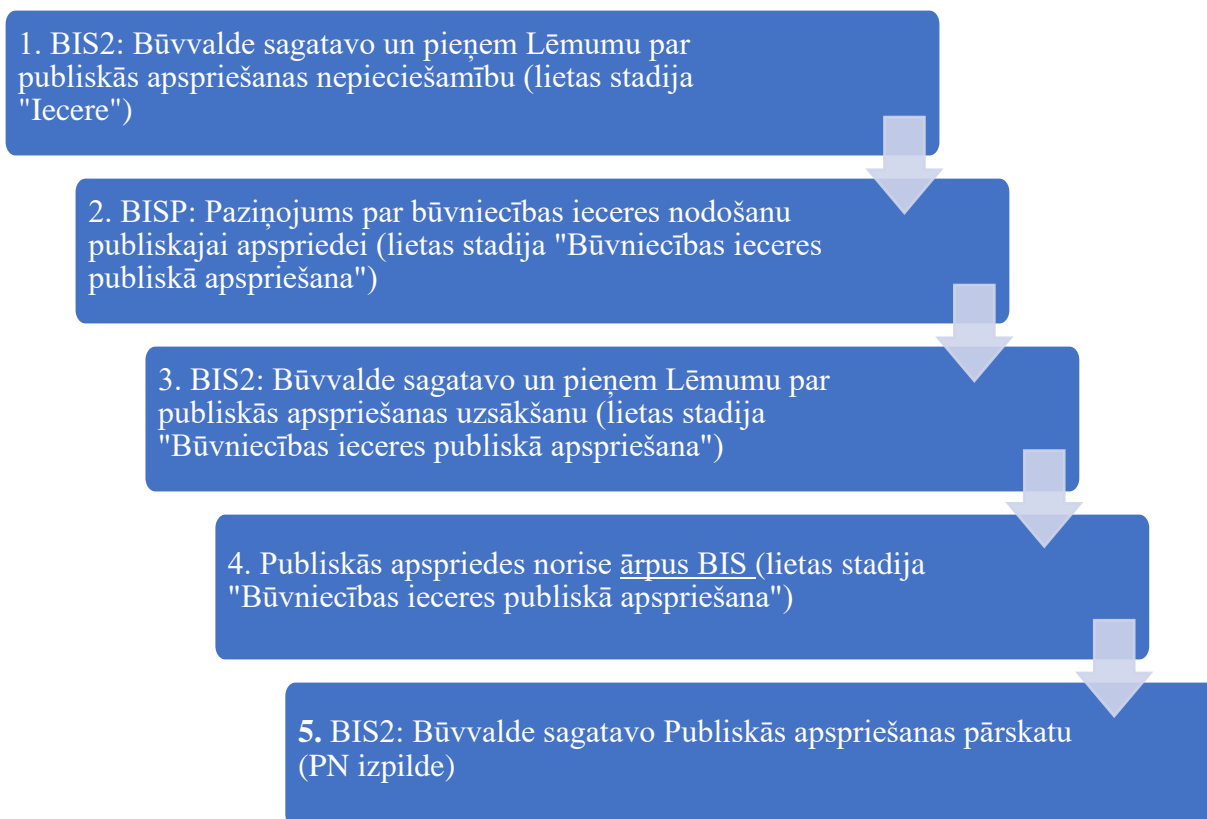 1. BIS2: Būvvalde sagatavo un pieņem Lēmumu par
publiskās apspriešanas nepieciešamību (lietas stadija
"Iecere")
2. BISP: Paziņojums par būvniecības ieceres nodošanu
publiskajai apspriedei (lietas stadija "Būvniecības ieceres
publiskā apspriešana")
3. BIS2: Būvvalde sagatavo un pieņem Lēmumu par
publiskās apspriešanas uzsākšanu (lietas stadija
"Būvniecības ieceres publiskā apspriešana")
4. Publiskās apspriedes norise ārpus BIS (lietas stadija
"Būvniecības ieceres publiskā apspriešana")
5. BIS2: Būvvalde sagatavo Publiskās apspriešanas pārskatu
(PN izpilde)